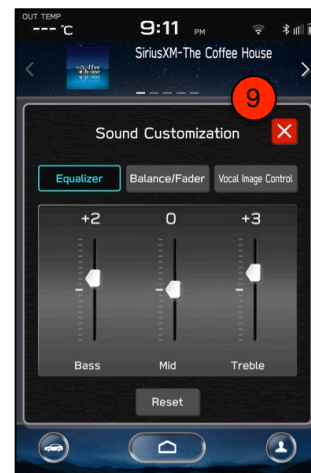 OUT TEMP
--- °C
9:11 PM
SiriusXM-The Coffee House
9
Sound Customization
Equalizer
Balance/Fader
Vocal Image Control
+2
0
+3
Bass
Mid
Treble
Reset